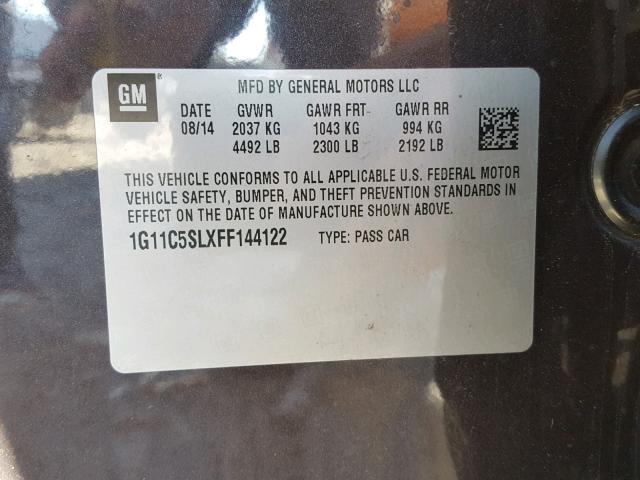 GM ®
MFD BY GENERAL MOTORS LLC
DATE GVWR GAWR FRT GAWR RR
08/14 2037 KG 1043 KG 994 KG
4492 LB 2300 LB 2192 LB
THIS VEHICLE CONFORMS TO ALL APPLICABLE U.S. FEDERAL MOTOR
VEHICLE SAFETY, BUMPER, AND THEFT PREVENTION STANDARDS IN
EFFECT ON THE DATE OF MANUFACTURE SHOWN ABOVE.
1G11C5SLXFF144122 TYPE: PASS CAR